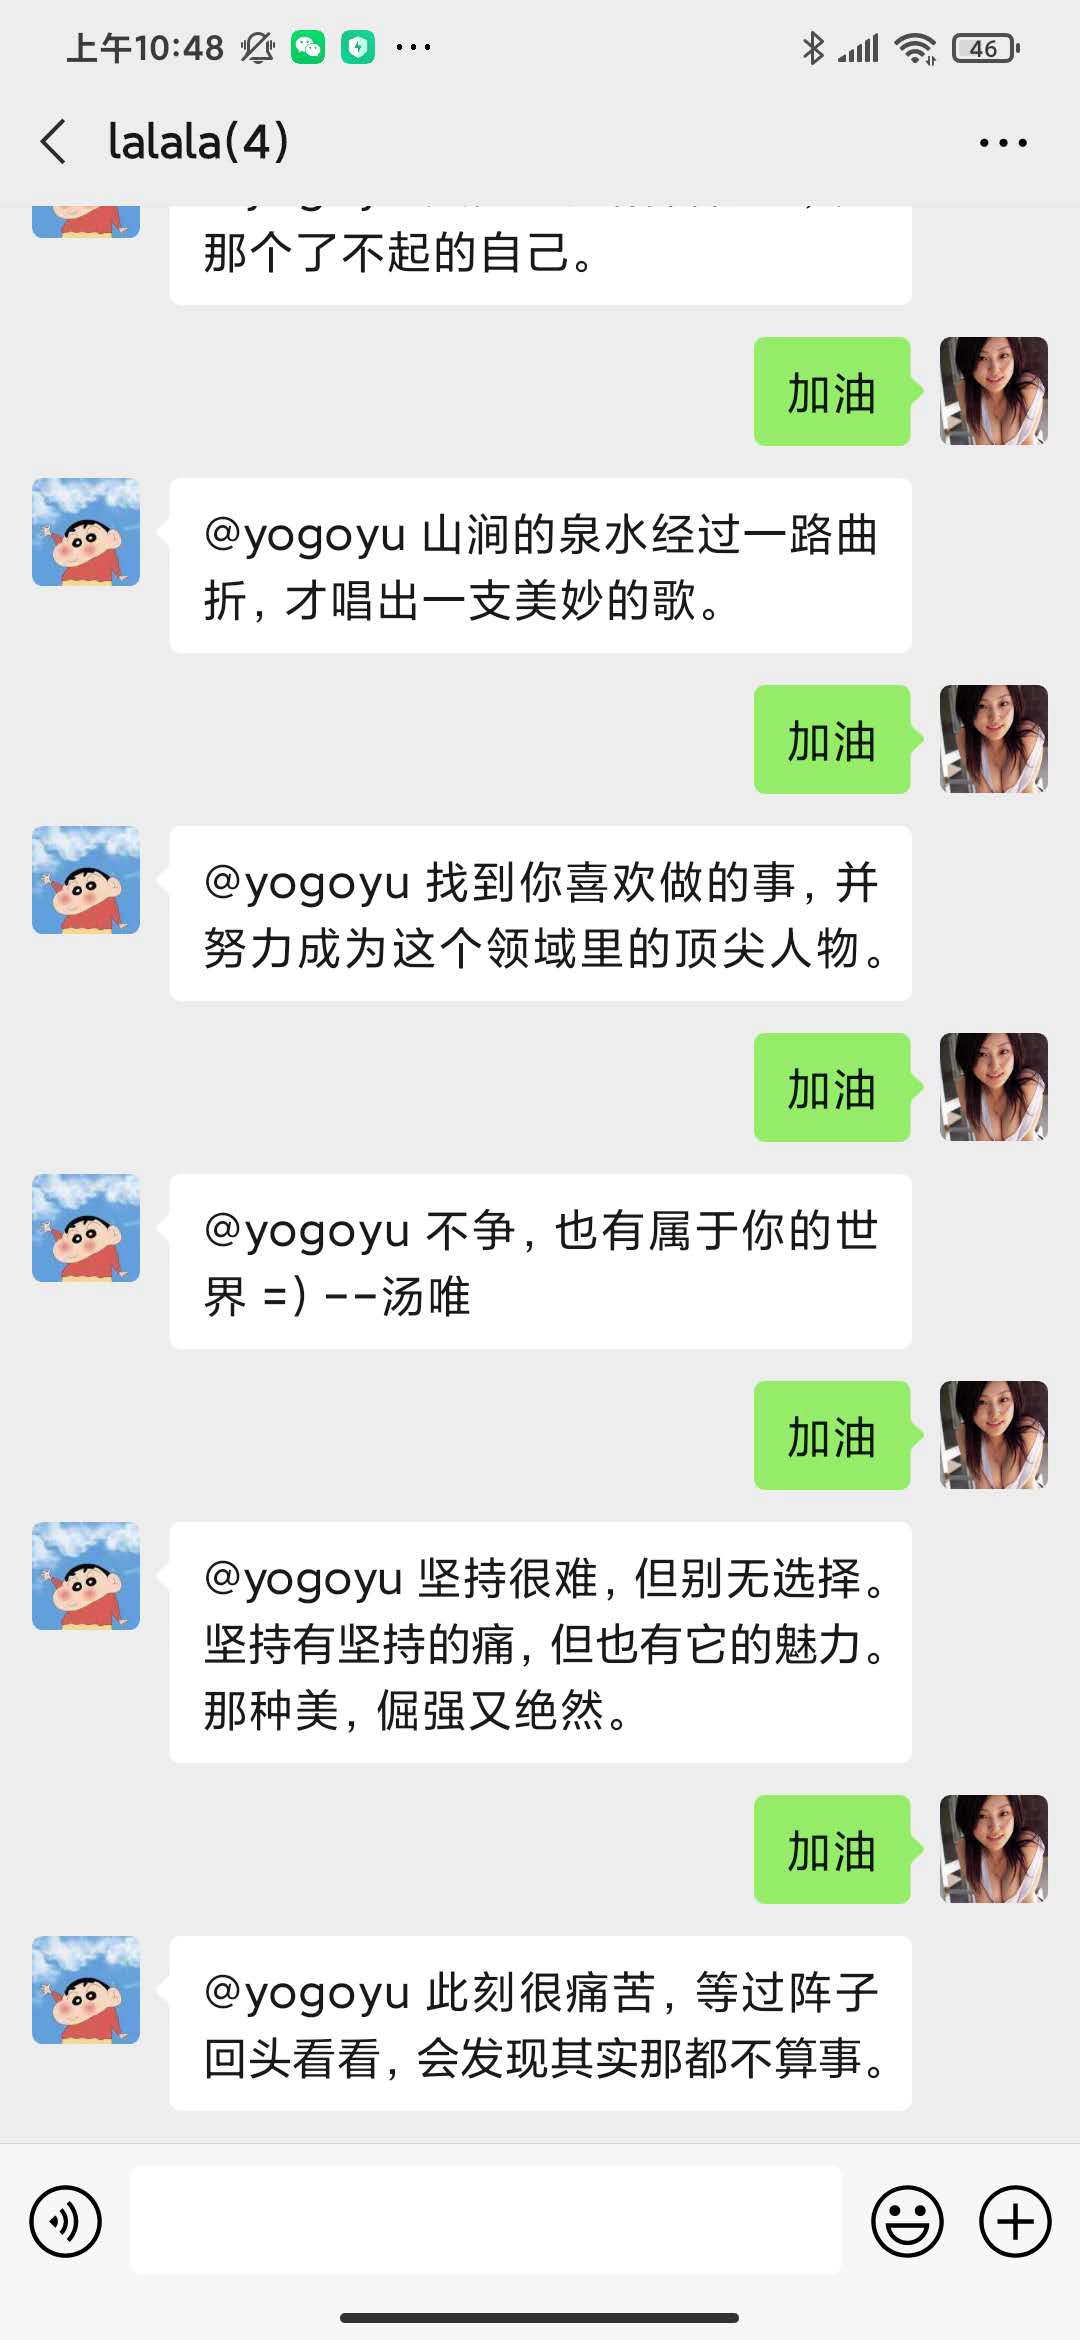 上午10:48
46
lalala(4)
那个了不起的自己。
加油
@yogoyu 山涧的泉水经过一路曲
折，才唱出一支美妙的歌。
加油
@yogoyu 找到你喜欢做的事，并
努力成为这个领域里的顶尖人物。
加油
@yogoyu 不争，也有属于你的世
界 =) --汤唯
加油
@yogoyu 坚持很难，但别无选择。
坚持有坚持的痛，但也有它的魅力。
那种美，倔强又绝然。
加油
@yogoyu 此刻很痛苦，等过阵子
回头看看，会发现其实那都不算事。